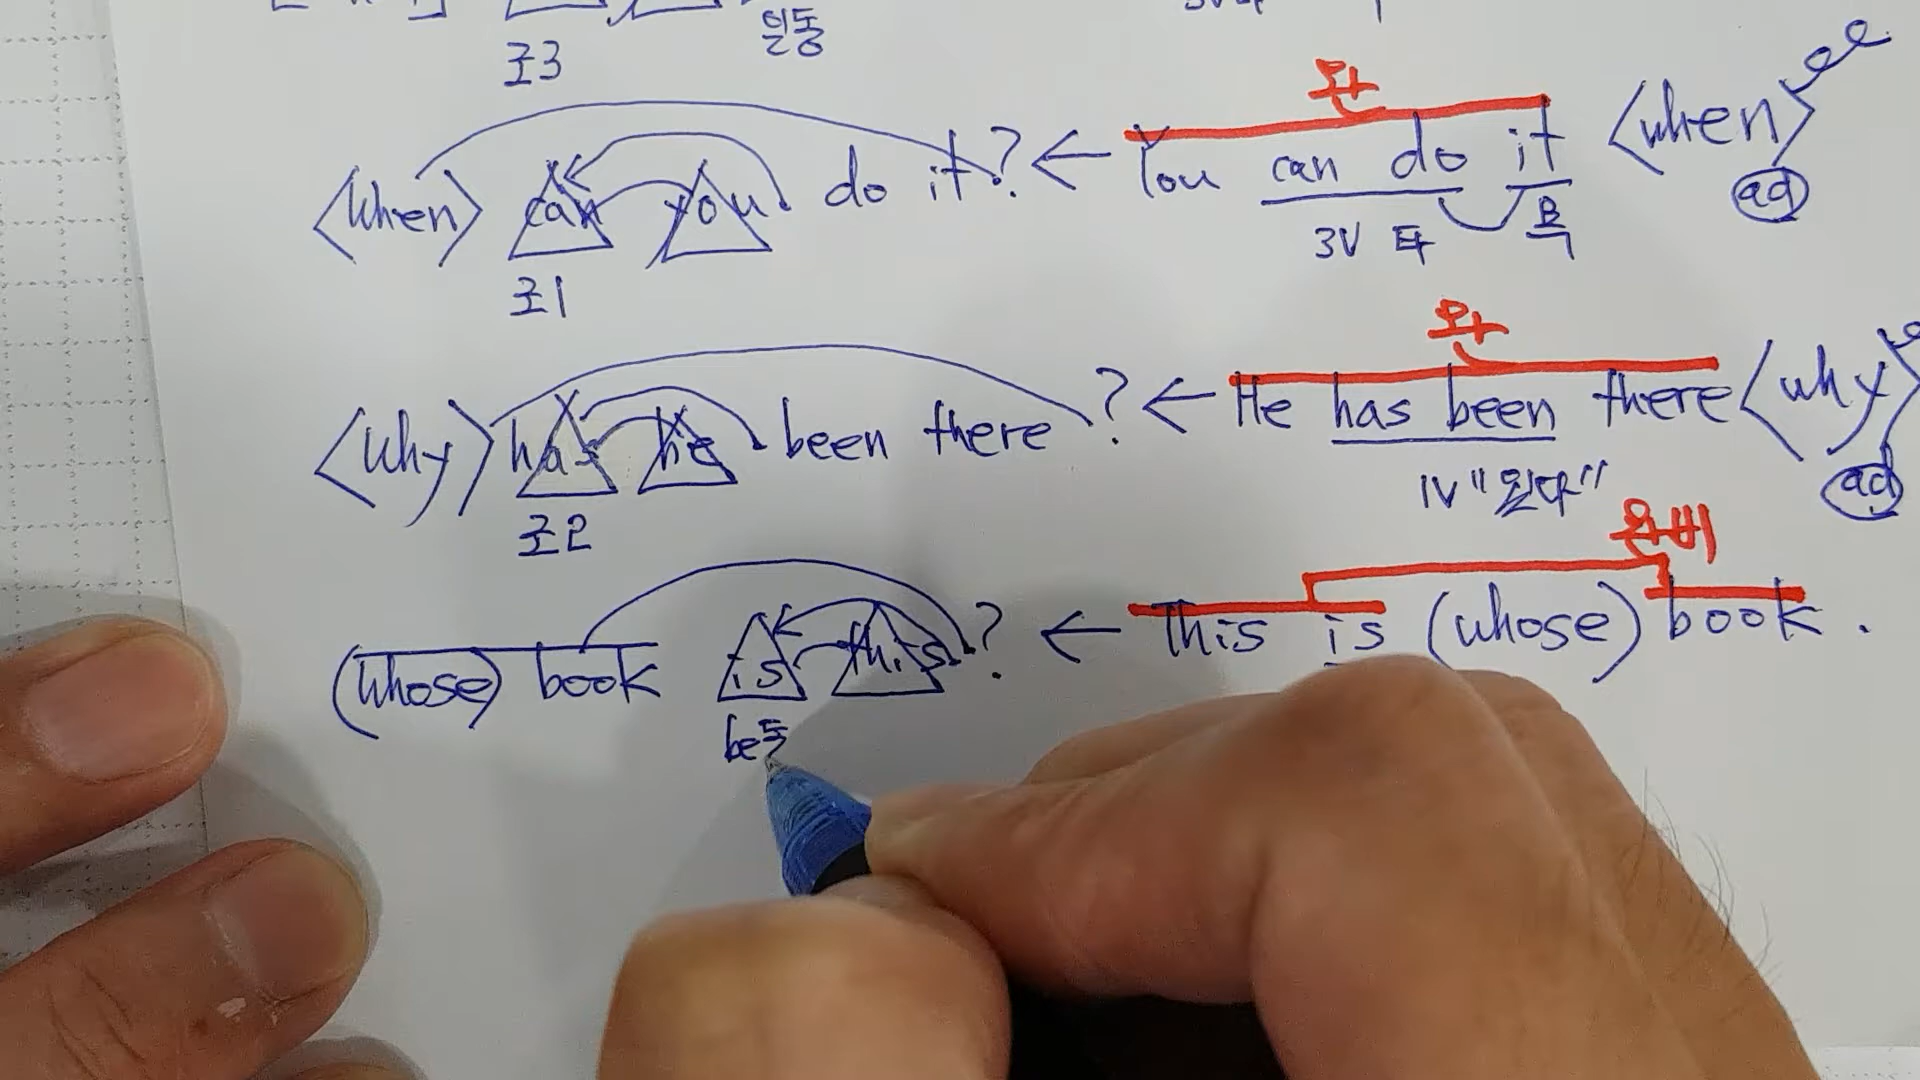 조3 일동
완
<When> can you do it? ← You can do it <when>
조1 3V 타 목 ad
완
<Why> has he been there? ← He has been there <why>
조2 1V "있다" ad
완 비
(Whose) book is this? ← This is (whose) book.
be동